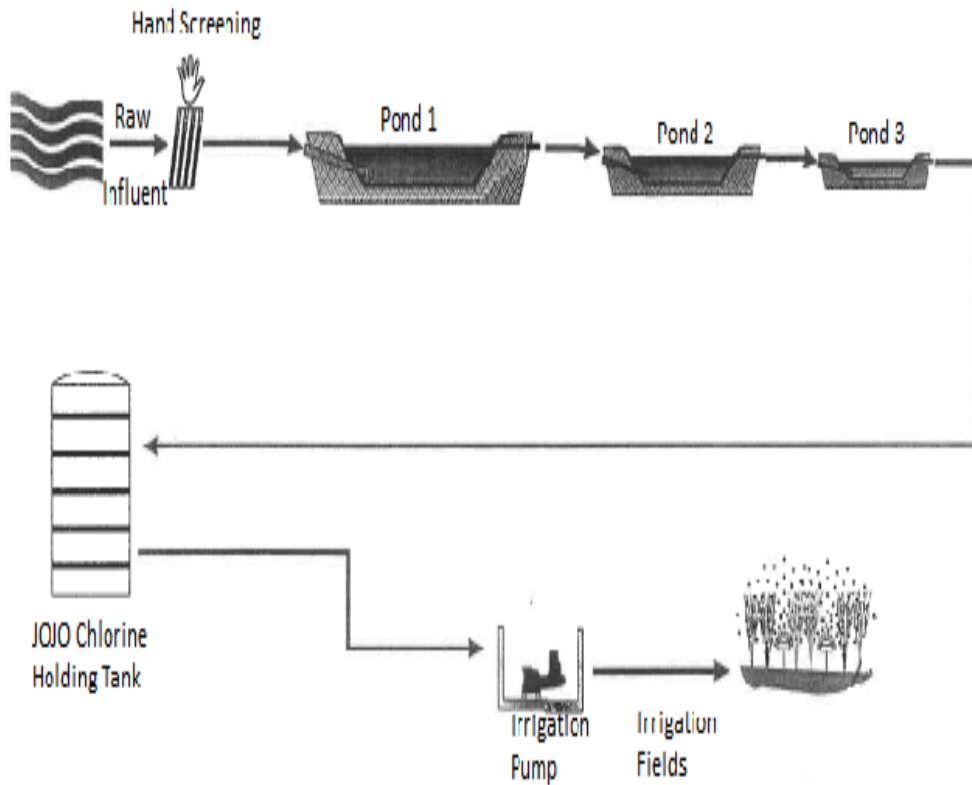 Hand Screening
Raw
Influent
Pond 1
Pond 2
Pond 3
JOJO Chlorine
Holding Tank
Irrigation
Pump
Irrigation
Fields